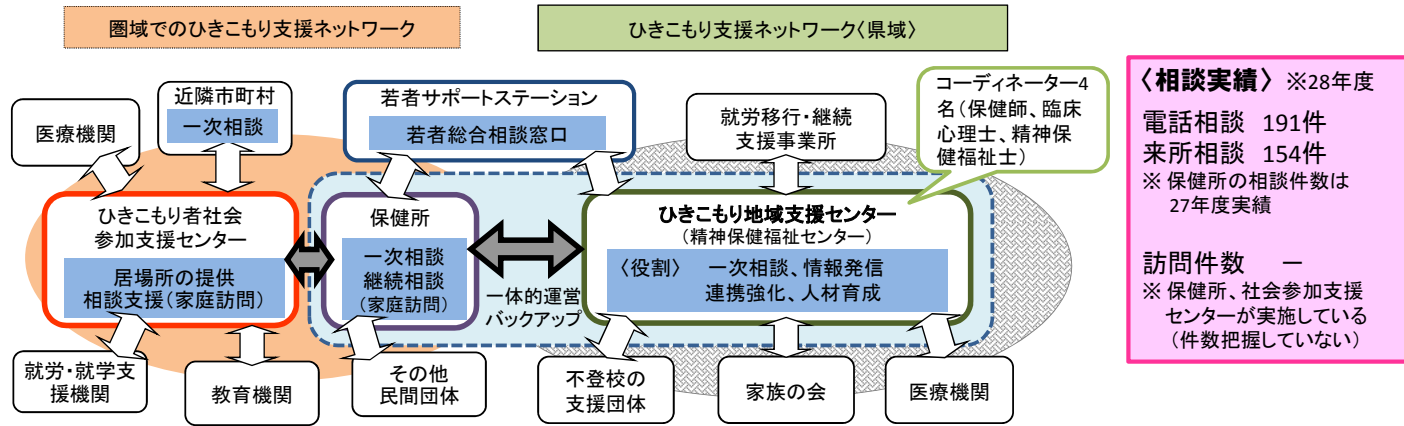 圏域でのひきこもり支援ネットワーク
ひきこもり支援ネットワーク〈県域〉
医療機関
近隣市町村
一次相談
若者サポートステーション
若者総合相談窓口
就労移行・継続
支援事業所
コーディネーター4
名(保健師、臨床
心理士、精神保
健福祉士)
ひきこもり者社会
参加支援センター
居場所の提供
相談支援(家庭訪問)
保健所
一次相談
継続相談
(家庭訪問)
一体的運営
バックアップ
ひきこもり地域支援センター
(精神保健福祉センター)
〈役割〉 一次相談、情報発信
連携強化、人材育成
就労・就学支
援機関
教育機関
その他
民間団体
不登校の
支援団体
家族の会
医療機関
〈相談実績〉 ※28年度
電話相談 191件
来所相談 154件
※ 保健所の相談件数は
27年度実績
訪問件数 ー
※ 保健所、社会参加支援
センターが実施している
(件数把握していない)